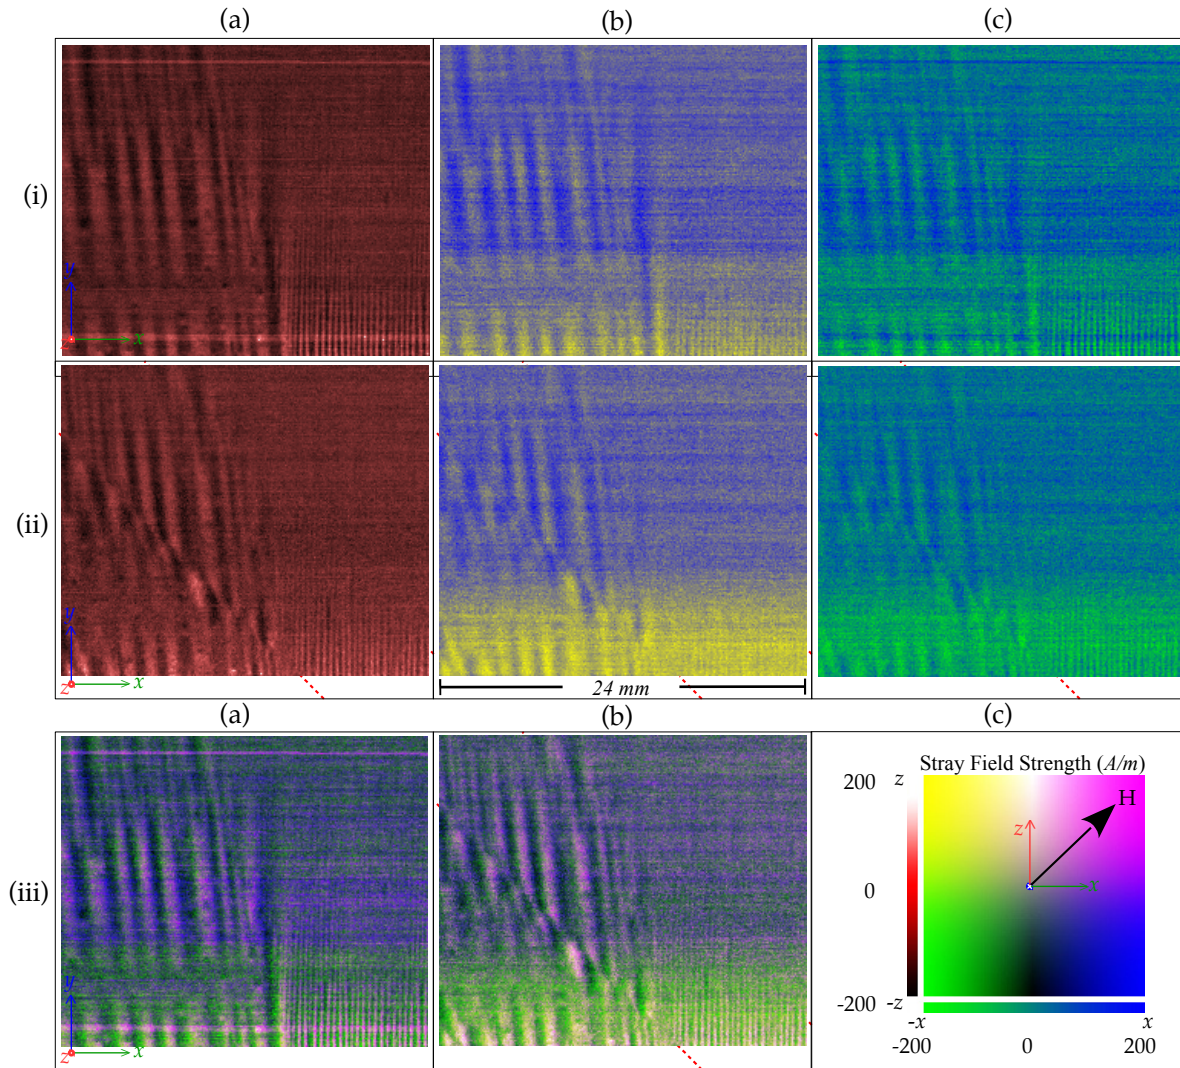 (a) (b) (c)
(i)
y
z x
(ii)
y
z x
24 mm
(a) (b) (c)
(iii)
y
z x
Stray Field Strength (A/m)
200 z
H
z
0
x
-200 -z
-x x
-200 0 200